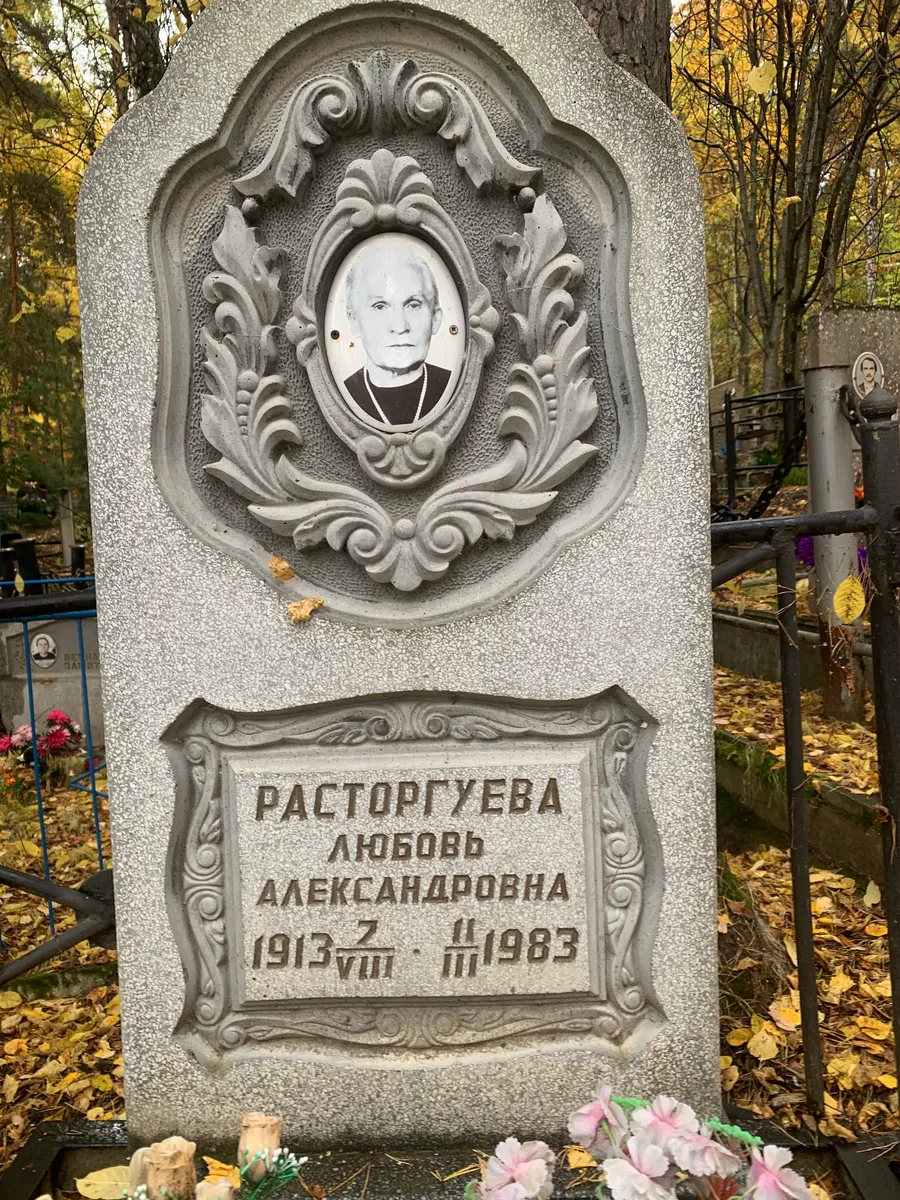 РАСТОРГУЕВА
ЛЮБОВЬ
АЛЕКСАНДРОВНА
1913 7/VIII · 11/III 1983